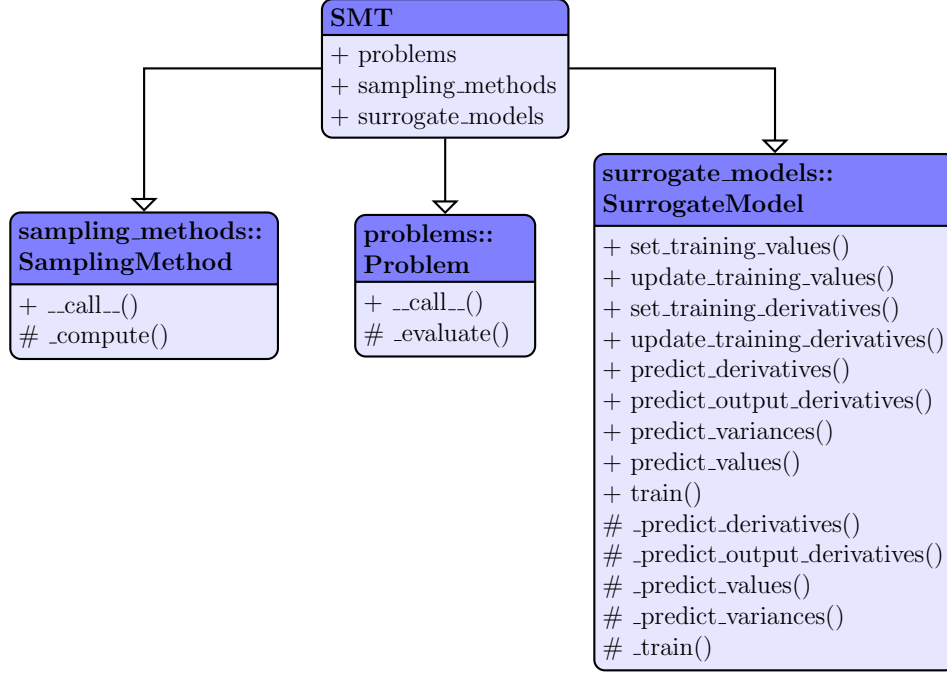 SMT
+ problems
+ sampling_methods
+ surrogate_models
sampling_methods::
SamplingMethod
+ __call__()
# _compute()
problems::
Problem
+ __call__()
# _evaluate()
surrogate_models::
SurrogateModel
+ set_training_values()
+ update_training_values()
+ set_training_derivatives()
+ update_training_derivatives()
+ predict_derivatives()
+ predict_output_derivatives()
+ predict_variances()
+ predict_values()
+ train()
# _predict_derivatives()
# _predict_output_derivatives()
# _predict_values()
# _predict_variances()
# _train()